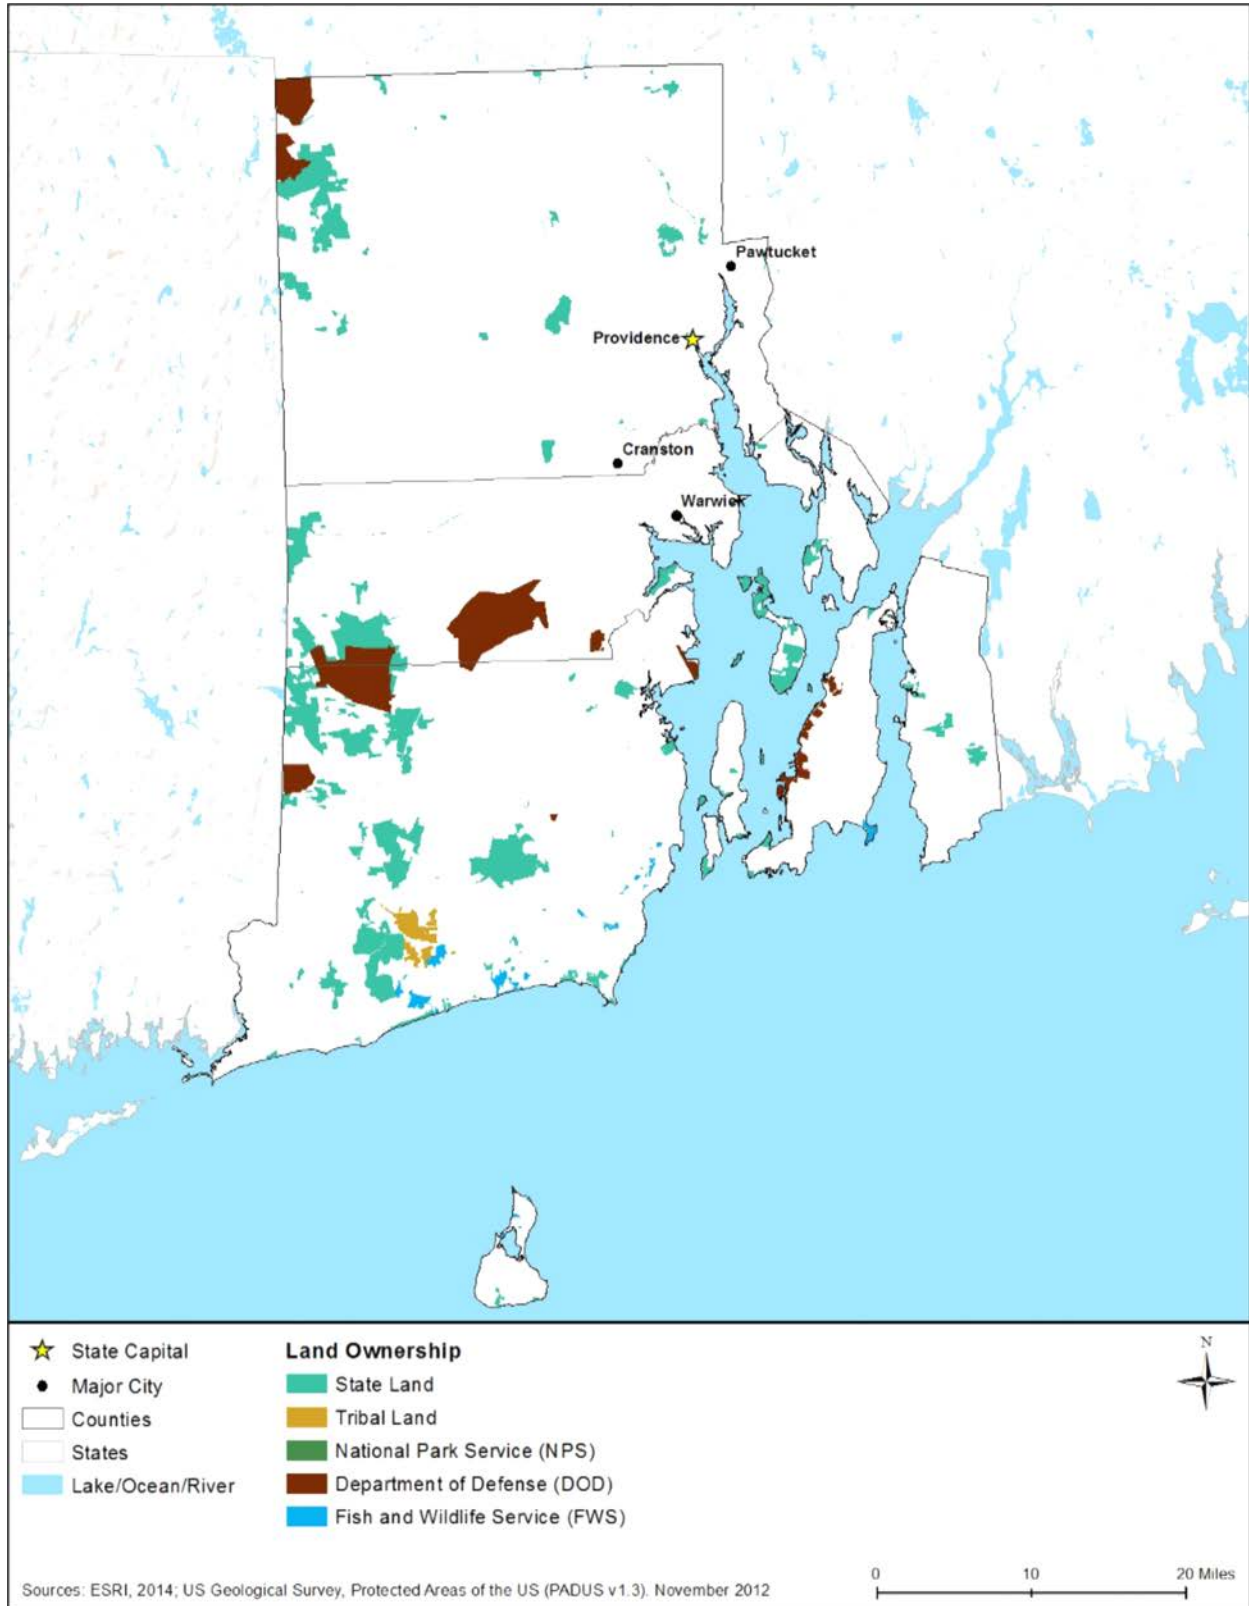 Pawtucket
Providence
Cranston
Warwick
State Capital
Major City
Counties
States
Lake/Ocean/River
Land Ownership
State Land
Tribal Land
National Park Service (NPS)
Department of Defense (DOD)
Fish and Wildlife Service (FWS)
N
0 10 20 Miles
Sources: ESRI, 2014; US Geological Survey, Protected Areas of the US (PADUS v1.3). November 2012